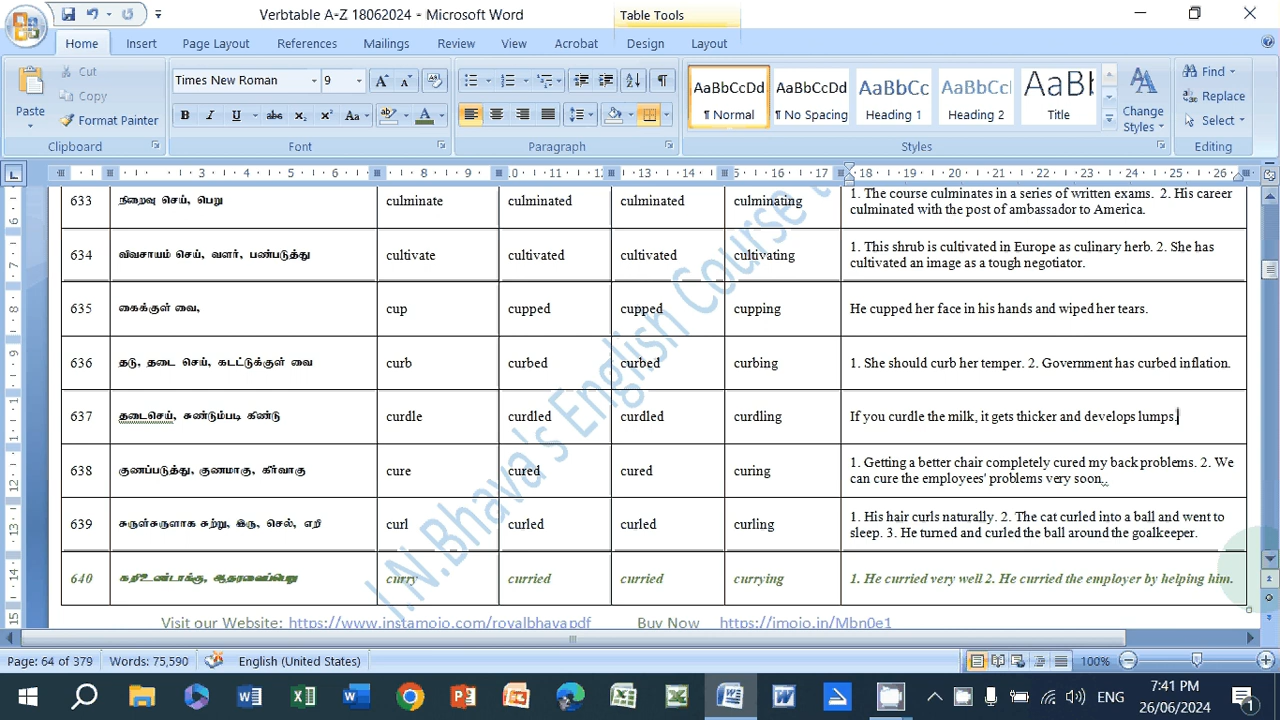 Verbtable A-Z 18062024 - Microsoft Word
Table Tools
Home Insert Page Layout References Mailings Review View Acrobat Design Layout
Paste
Cut
Copy
Format Painter
Clipboard
Times New Roman 9
Font
Paragraph
AaBbCcDd AaBbCcDd AaBbCc AaBbCc AaB
¶ Normal ¶ No Spacing Heading 1 Heading 2 Title
Change Styles
Styles
Find
Replace
Select
Editing
633 நிறைவு செய், பெறு culminate culminated culminated culminating 1. The course culminates in a series of written exams. 2. His career
culminated with the post of ambassador to America.
634 விவசாயம் செய், வளர், பண்படுத்து cultivate cultivated cultivated cultivating 1. This shrub is cultivated in Europe as culinary herb. 2. She has
cultivated an image as a tough negotiator.
635 கைக்குள் வை, cup cupped cupped cupping He cupped her face in his hands and wiped her tears.
636 தடு, தடை செய், கட்டுக்குள் வை curb curbed curbed curbing 1. She should curb her temper. 2. Government has curbed inflation.
637 தடைசெய், சுண்டும்படி கிண்டு curdle curdled curdled curdling If you curdle the milk, it gets thicker and develops lumps.
638 குணப்படுத்து, குணமாகு, சீர்வாகு cure cured cured curing 1. Getting a better chair completely cured my back problems. 2. We
can cure the employees' problems very soon.
639 சுருள்சுருளாக சுற்று, இரு, செல், எறி curl curled curled curling 1. His hair curls naturally. 2. The cat curled into a ball and went to
sleep. 3. He turned and curled the ball around the goalkeeper.
640 கறிஉண்டாக்கு, ஆதரவைப்பெறு curry curried curried currying 1. He curried very well 2. He curried the employer by helping him.
I.N.Bhava's English Course
Visit our Website: https://www.instamojo.com/royalbhavapdf Buy Now https://imojo.in/Mbn0e1
Page: 64 of 379 Words: 75,590 English (United States) 100%
ENG
7:41 PM
26/06/2024